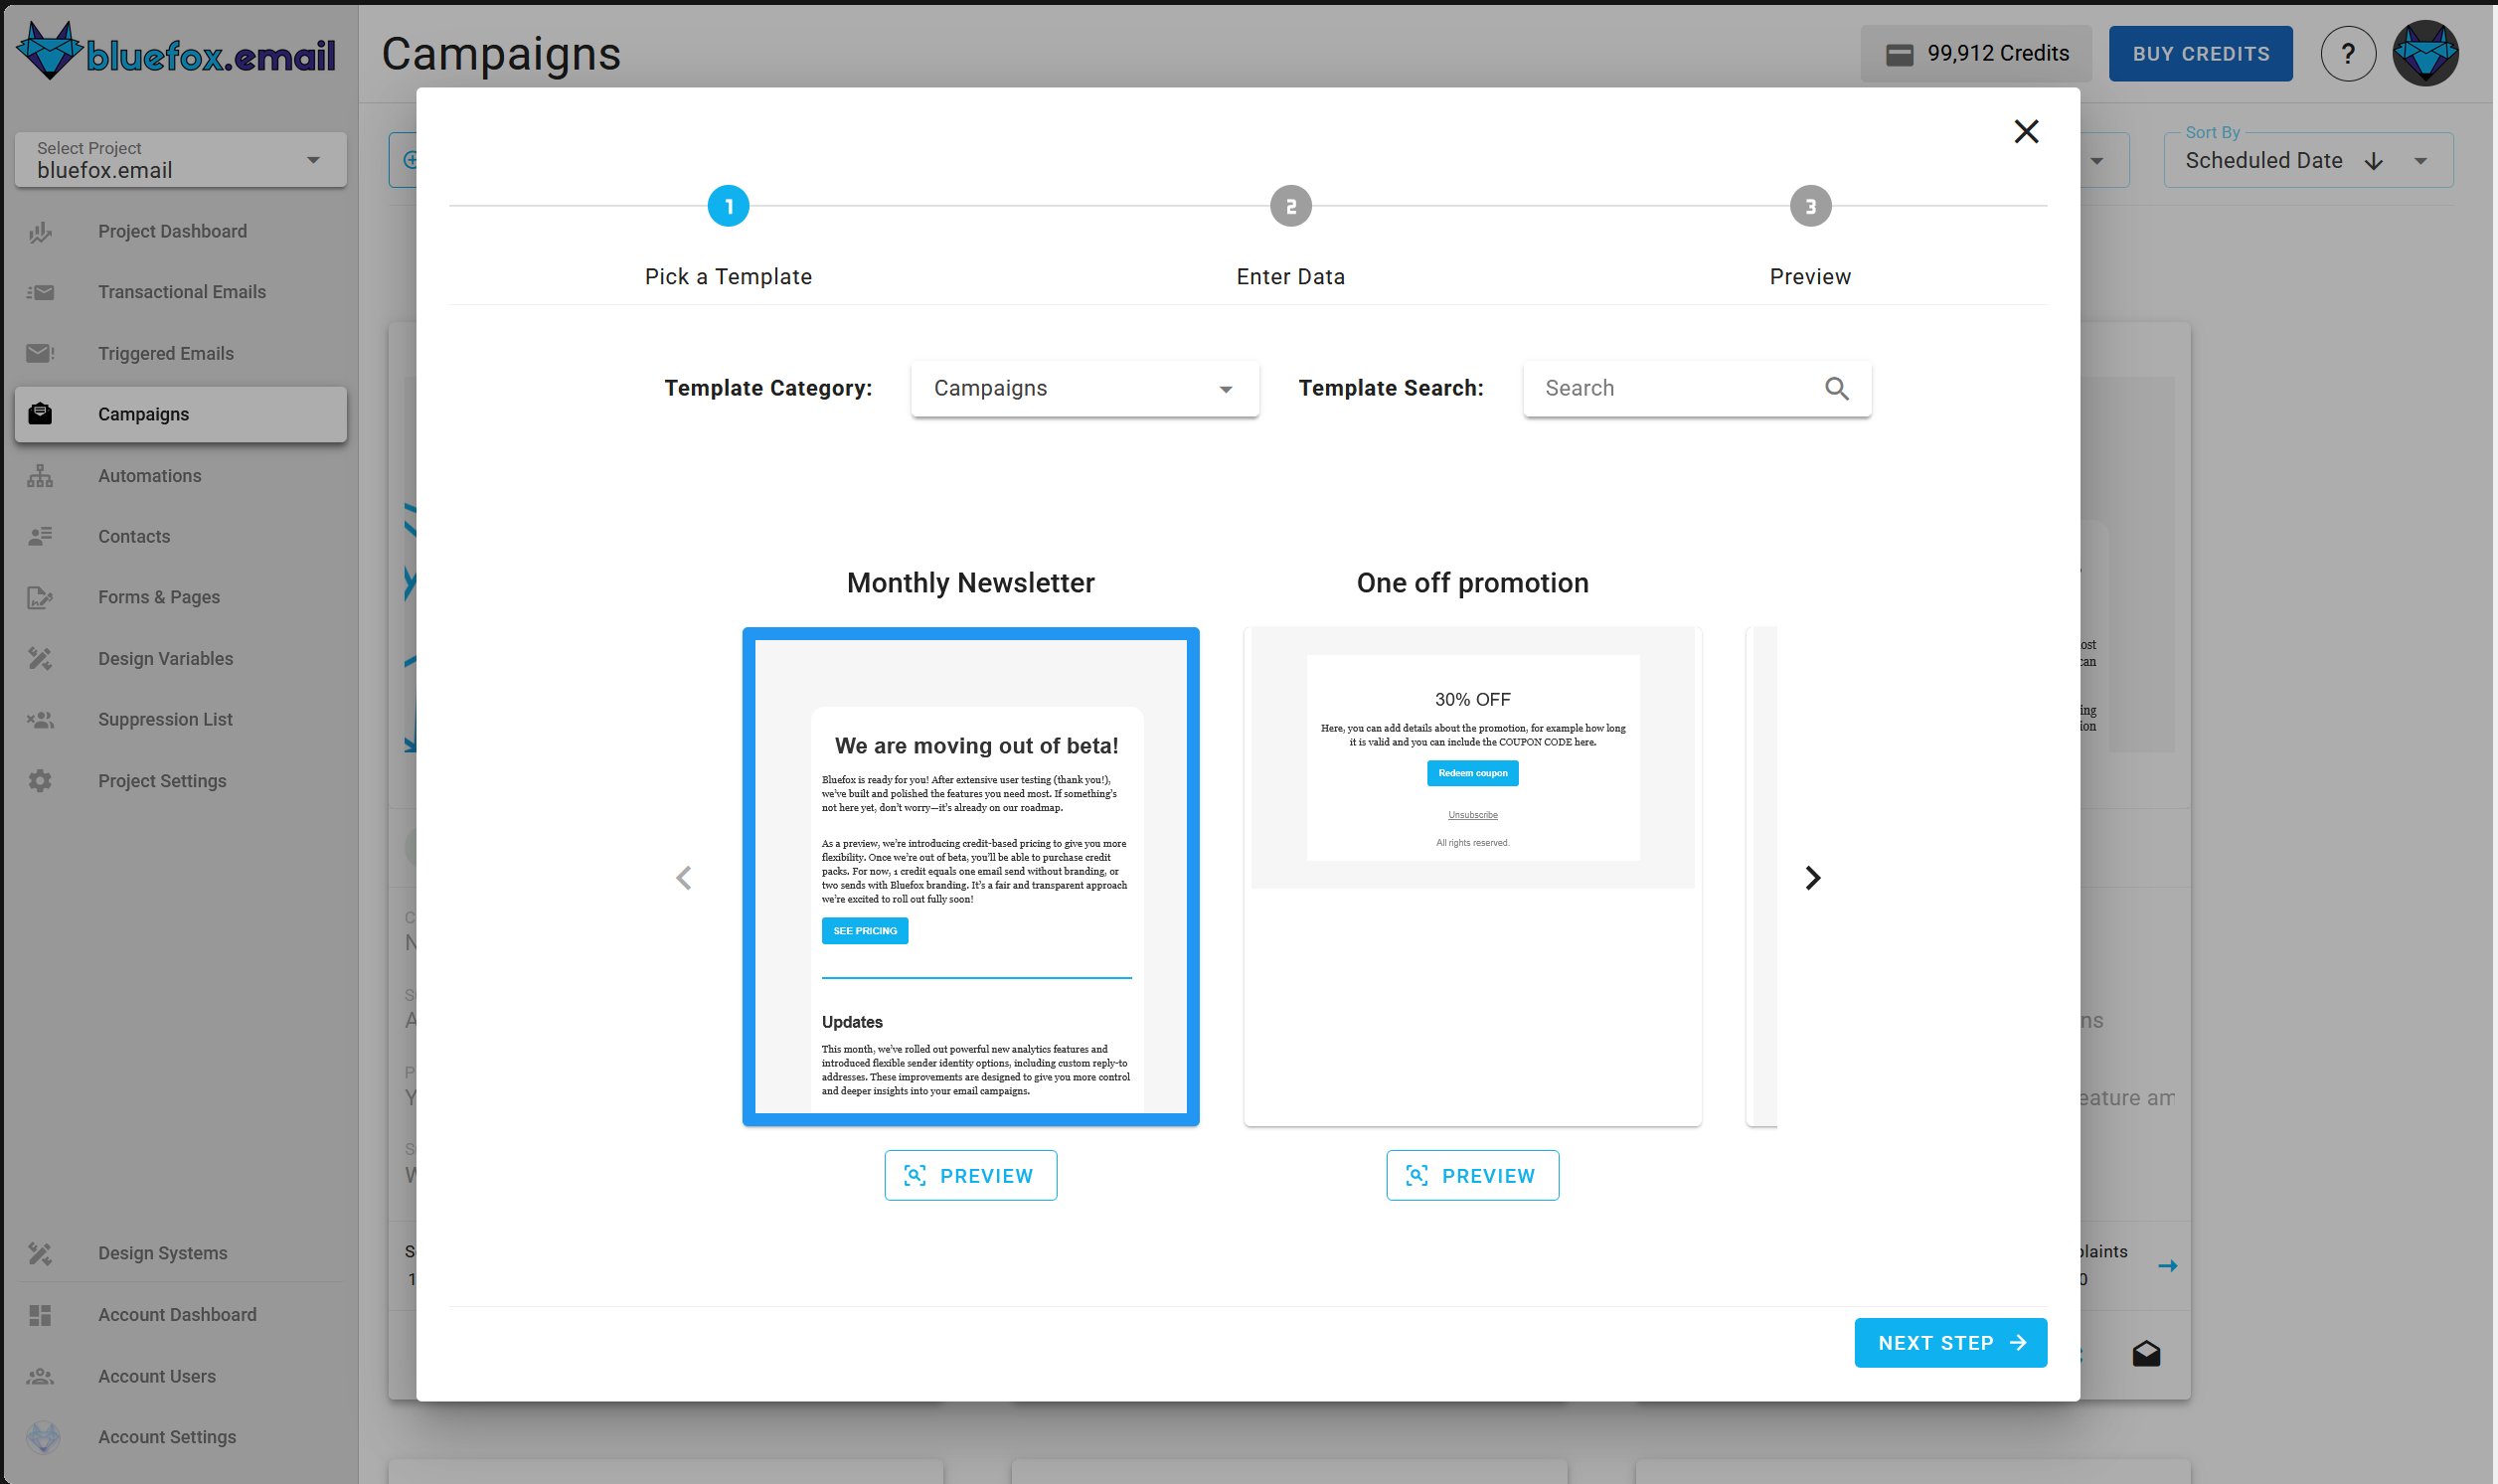 bluefox.email
Campaigns
99,912 Credits
BUY CREDITS
?
Select Project
bluefox.email
Sort By
Scheduled Date
Project Dashboard
Transactional Emails
Triggered Emails
Campaigns
Automations
Contacts
Forms & Pages
Design Variables
Suppression List
Project Settings
Design Systems
Account Dashboard
Account Users
Account Settings
1
2
3
Pick a Template
Enter Data
Preview
Template Category:
Campaigns
Template Search:
Search
Monthly Newsletter
One off promotion
We are moving out of beta!
Bluefox is ready for you! After extensive user testing (thank you!),
we've built and polished the features you need most. If something's
not here yet, don't worry—it's already on our roadmap.
As a preview, we're introducing credit-based pricing to give you more
flexibility. Once we're out of beta, you'll be able to purchase credit
packs. For now, 1 credit equals one email send without branding, or
two sends with Bluefox branding. It's a fair and transparent approach
we're excited to roll out fully soon!
SEE PRICING
Updates
This month, we've rolled out powerful new analytics features and
introduced flexible sender identity options, including custom reply-to
addresses. These improvements are designed to give you more control
and deeper insights into your email campaigns.
PREVIEW
30% OFF
Here, you can add details about the promotion, for example how long
it is valid and you can include the COUPON CODE here.
Redeem coupon
Unsubscribe
All rights reserved.
PREVIEW
NEXT STEP